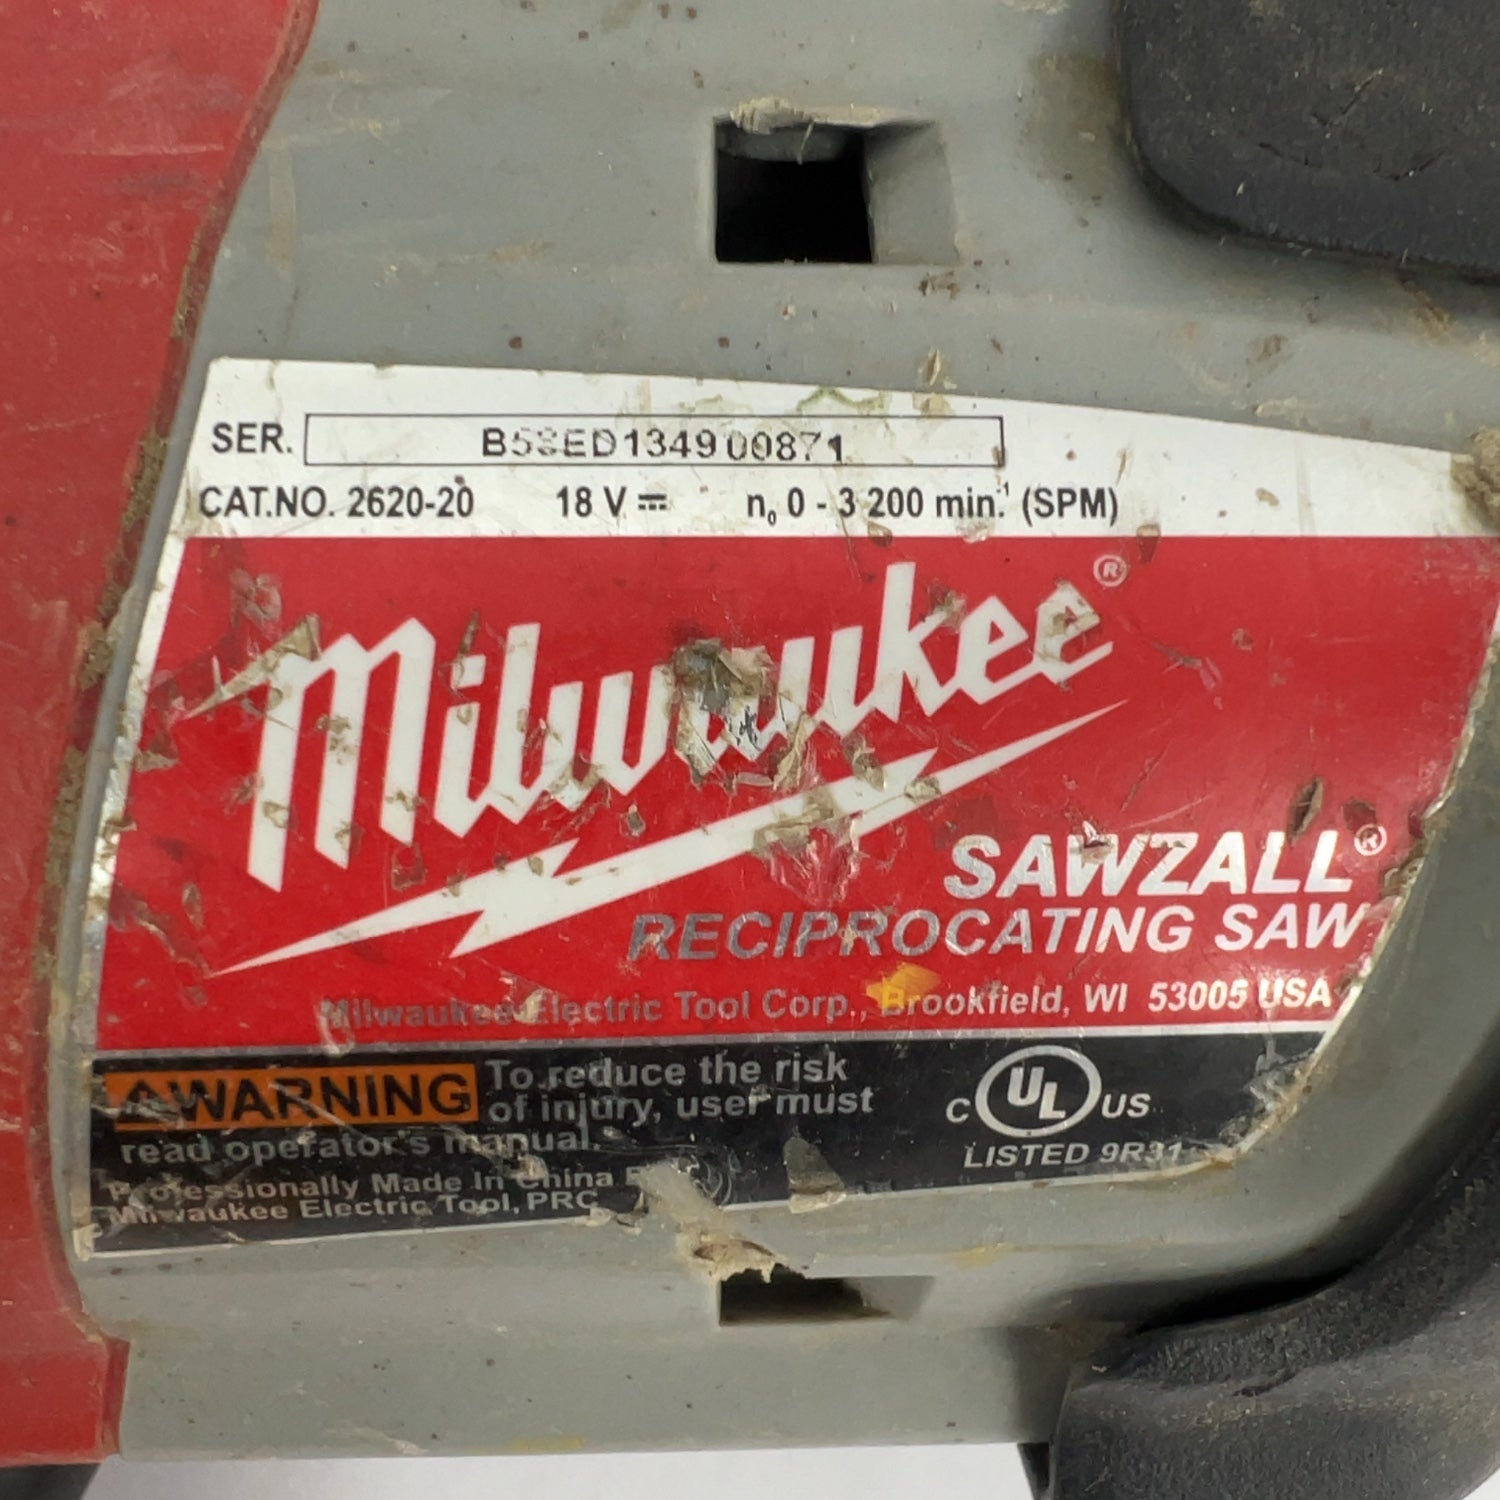 SER. B58ED134900871
CAT.NO. 2620-20 18 V ⎓ n₀ 0 - 3 200 min.⁻¹ (SPM)
Milwaukee®
SAWZALL®
RECIPROCATING SAW
Milwaukee Electric Tool Corp., Brookfield, WI 53005 USA
⚠WARNING To reduce the risk
of injury, user must
read operator's manual.
Professionally Made In China
Milwaukee Electric Tool, PRC
C UL US
LISTED 9R31